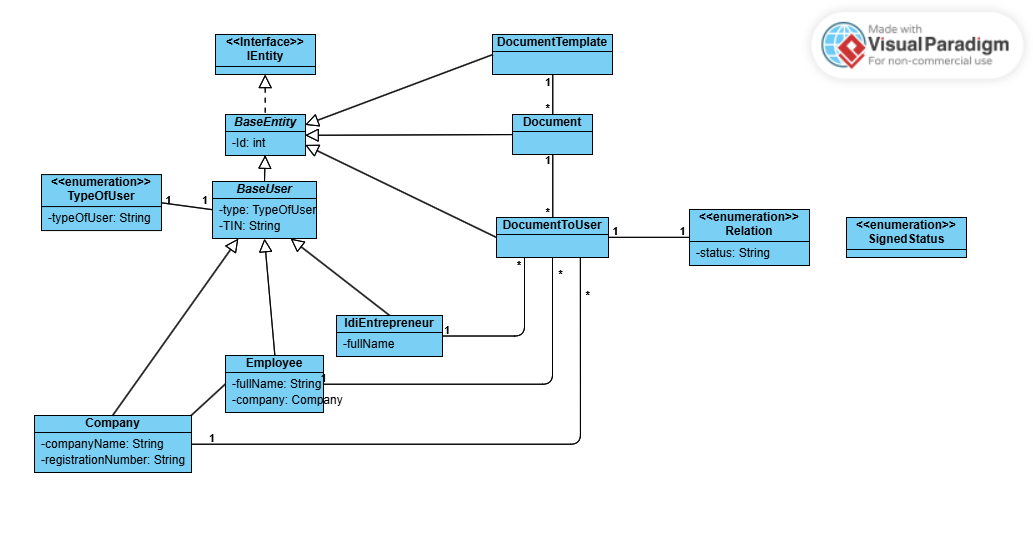 <<Interface>>
IEntity
DocumentTemplate
Made with
Visual Paradigm
For non-commercial use
1
*
BaseEntity
-Id: int
Document
1
*
<<enumeration>>
TypeOfUser
-typeOfUser: String
1
1
BaseUser
-type: TypeOfUser
-TIN: String
DocumentToUser
1
1
<<enumeration>>
Relation
-status: String
<<enumeration>>
SignedStatus
*
*
*
IdiEntrepreneur
-fullName
1
Employee
-fullName: String
-company: Company
1
Company
-companyName: String
-registrationNumber: String
1